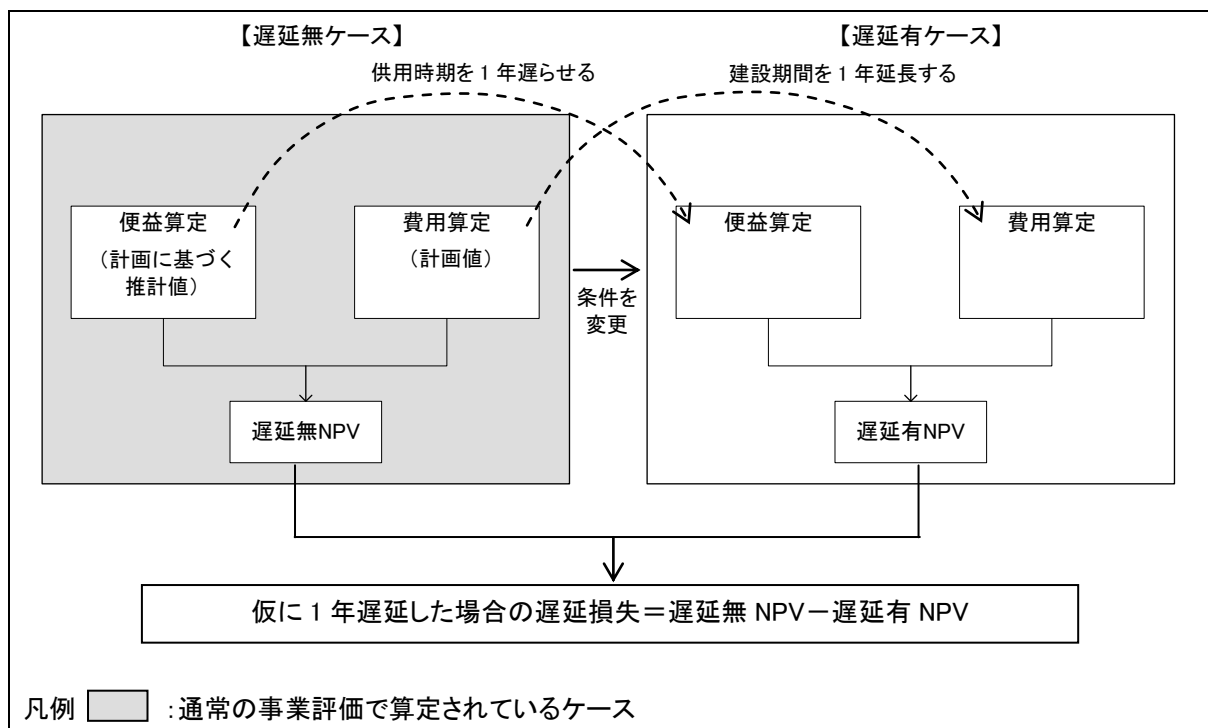 【遅延無ケース】
【遅延有ケース】
供用時期を1年遅らせる
建設期間を1年延長する
便益算定
（計画に基づく
推計値）
費用算定
（計画値）
条件を
変更
便益算定
費用算定
遅延無NPV
遅延有NPV
仮に1年遅延した場合の遅延損失＝遅延無 NPV－遅延有 NPV
凡例 ：通常の事業評価で算定されているケース